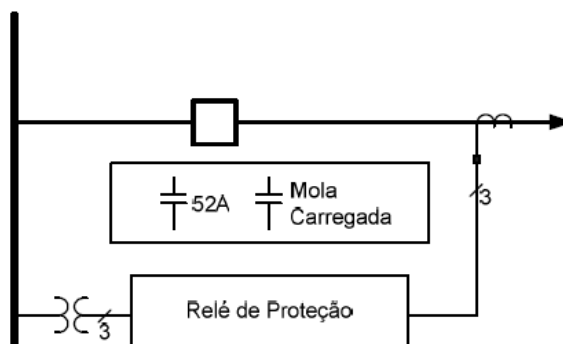 52A
Mola
Carregada
3
Relé de Proteção
3